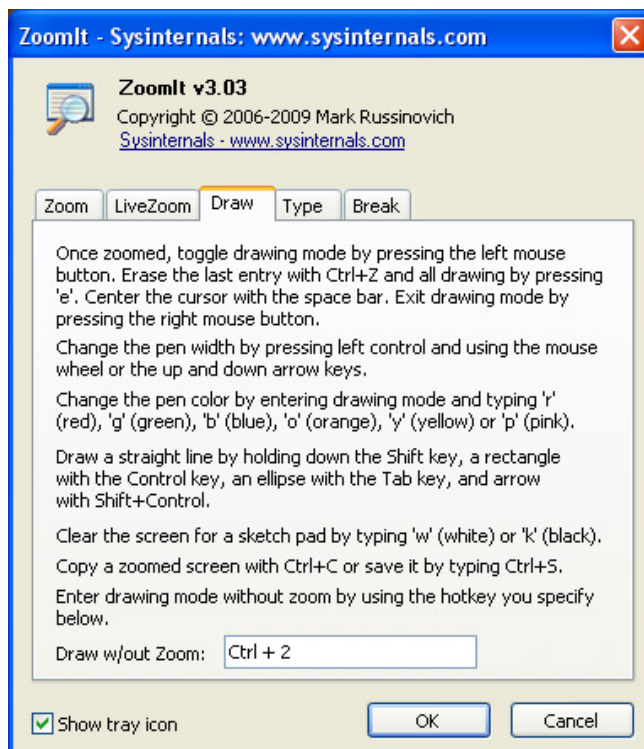 ZoomIt - Sysinternals: www.sysinternals.com
ZoomIt v3.03
Copyright © 2006-2009 Mark Russinovich
Sysinternals - www.sysinternals.com
Zoom LiveZoom Draw Type Break
Once zoomed, toggle drawing mode by pressing the left mouse
button. Erase the last entry with Ctrl+Z and all drawing by pressing
'e'. Center the cursor with the space bar. Exit drawing mode by
pressing the right mouse button.
Change the pen width by pressing left control and using the mouse
wheel or the up and down arrow keys.
Change the pen color by entering drawing mode and typing 'r'
(red), 'g' (green), 'b' (blue), 'o' (orange), 'y' (yellow) or 'p' (pink).
Draw a straight line by holding down the Shift key, a rectangle
with the Control key, an ellipse with the Tab key, and arrow
with Shift+Control.
Clear the screen for a sketch pad by typing 'w' (white) or 'k' (black).
Copy a zoomed screen with Ctrl+C or save it by typing Ctrl+S.
Enter drawing mode without zoom by using the hotkey you specify
below.
Draw w/out Zoom: Ctrl + 2
Show tray icon OK Cancel